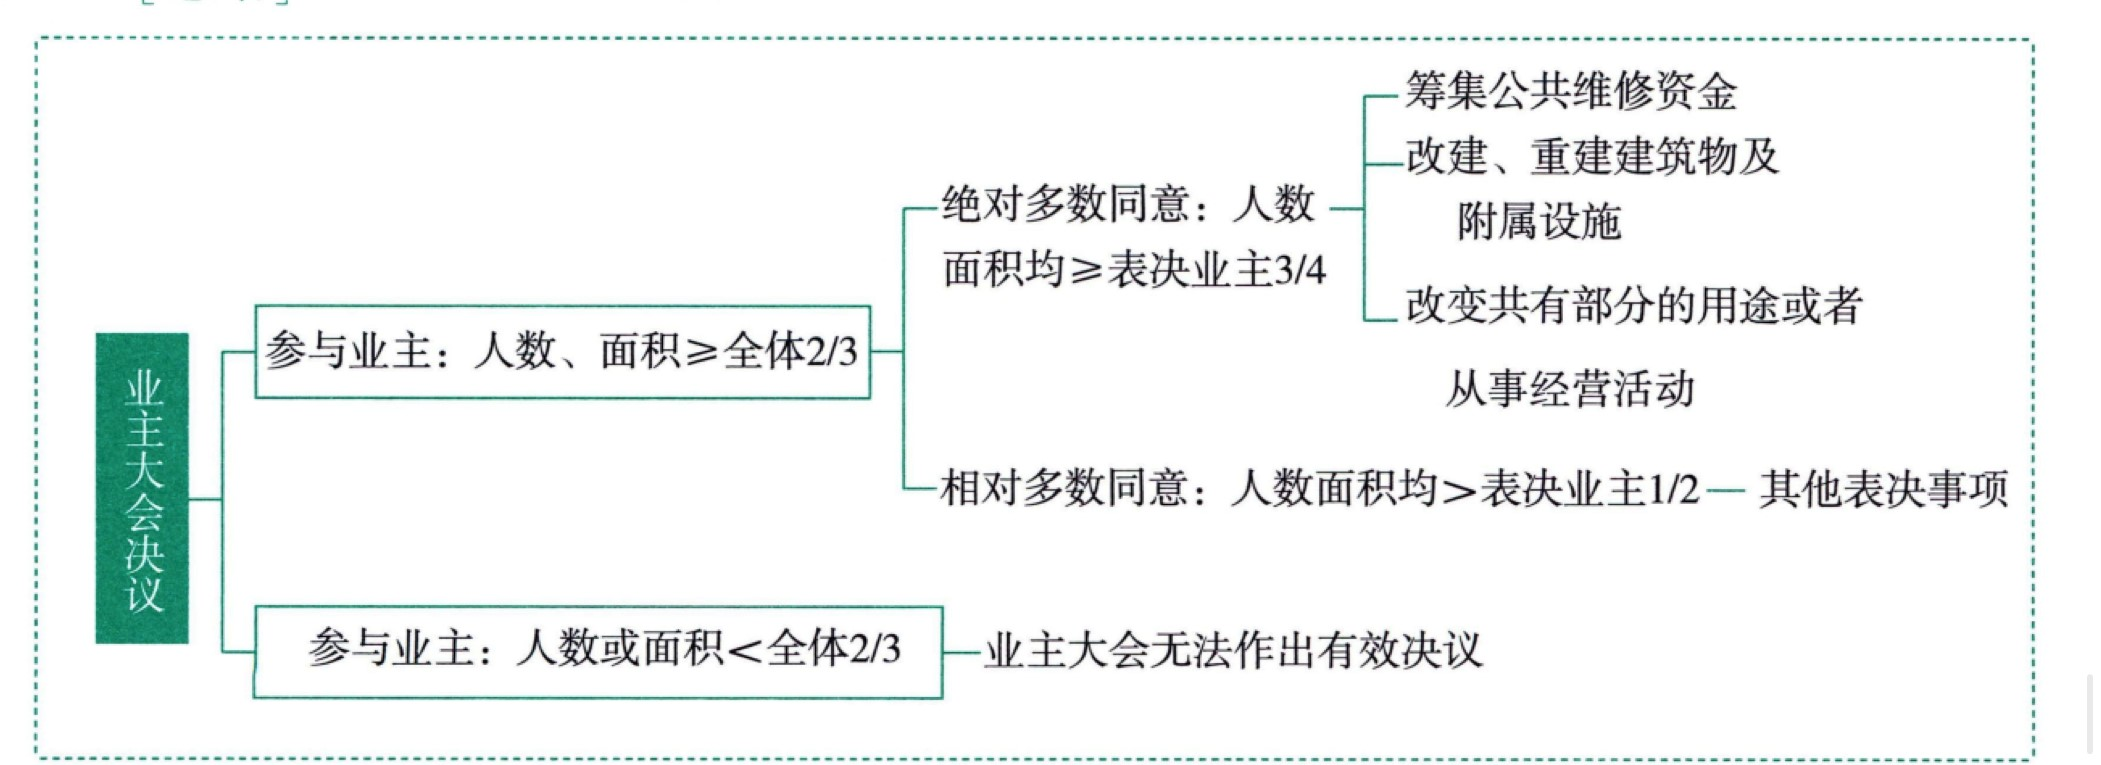 业主大会决议
参与业主：人数、面积≥全体2/3
绝对多数同意：人数
面积均≥表决业主3/4
筹集公共维修资金
改建、重建建筑物及
附属设施
改变共有部分的用途或者
从事经营活动
相对多数同意：人数面积均>表决业主1/2
其他表决事项
参与业主：人数或面积<全体2/3
业主大会无法作出有效决议